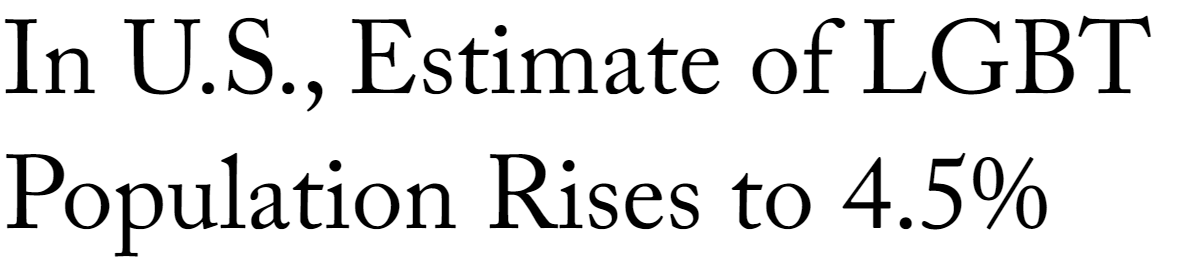 In U.S., Estimate of LGBT
Population Rises to 4.5%